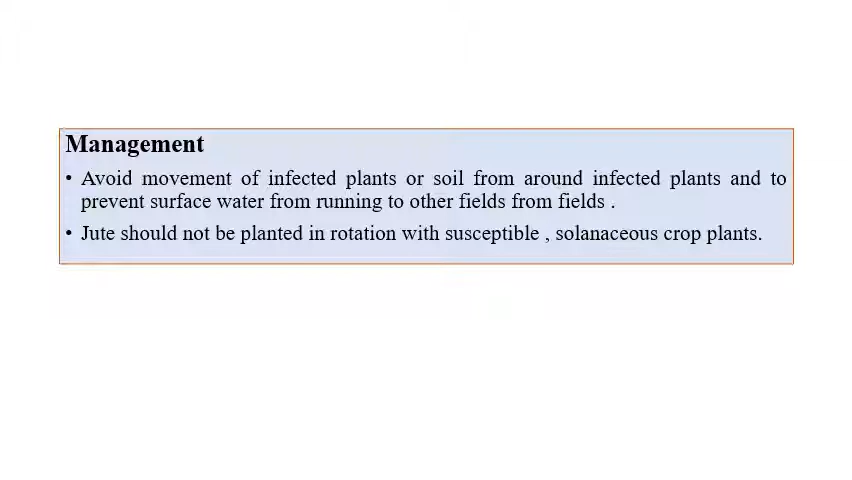 Management
• Avoid movement of infected plants or soil from around infected plants and to
prevent surface water from running to other fields from fields .
• Jute should not be planted in rotation with susceptible , solanaceous crop plants.